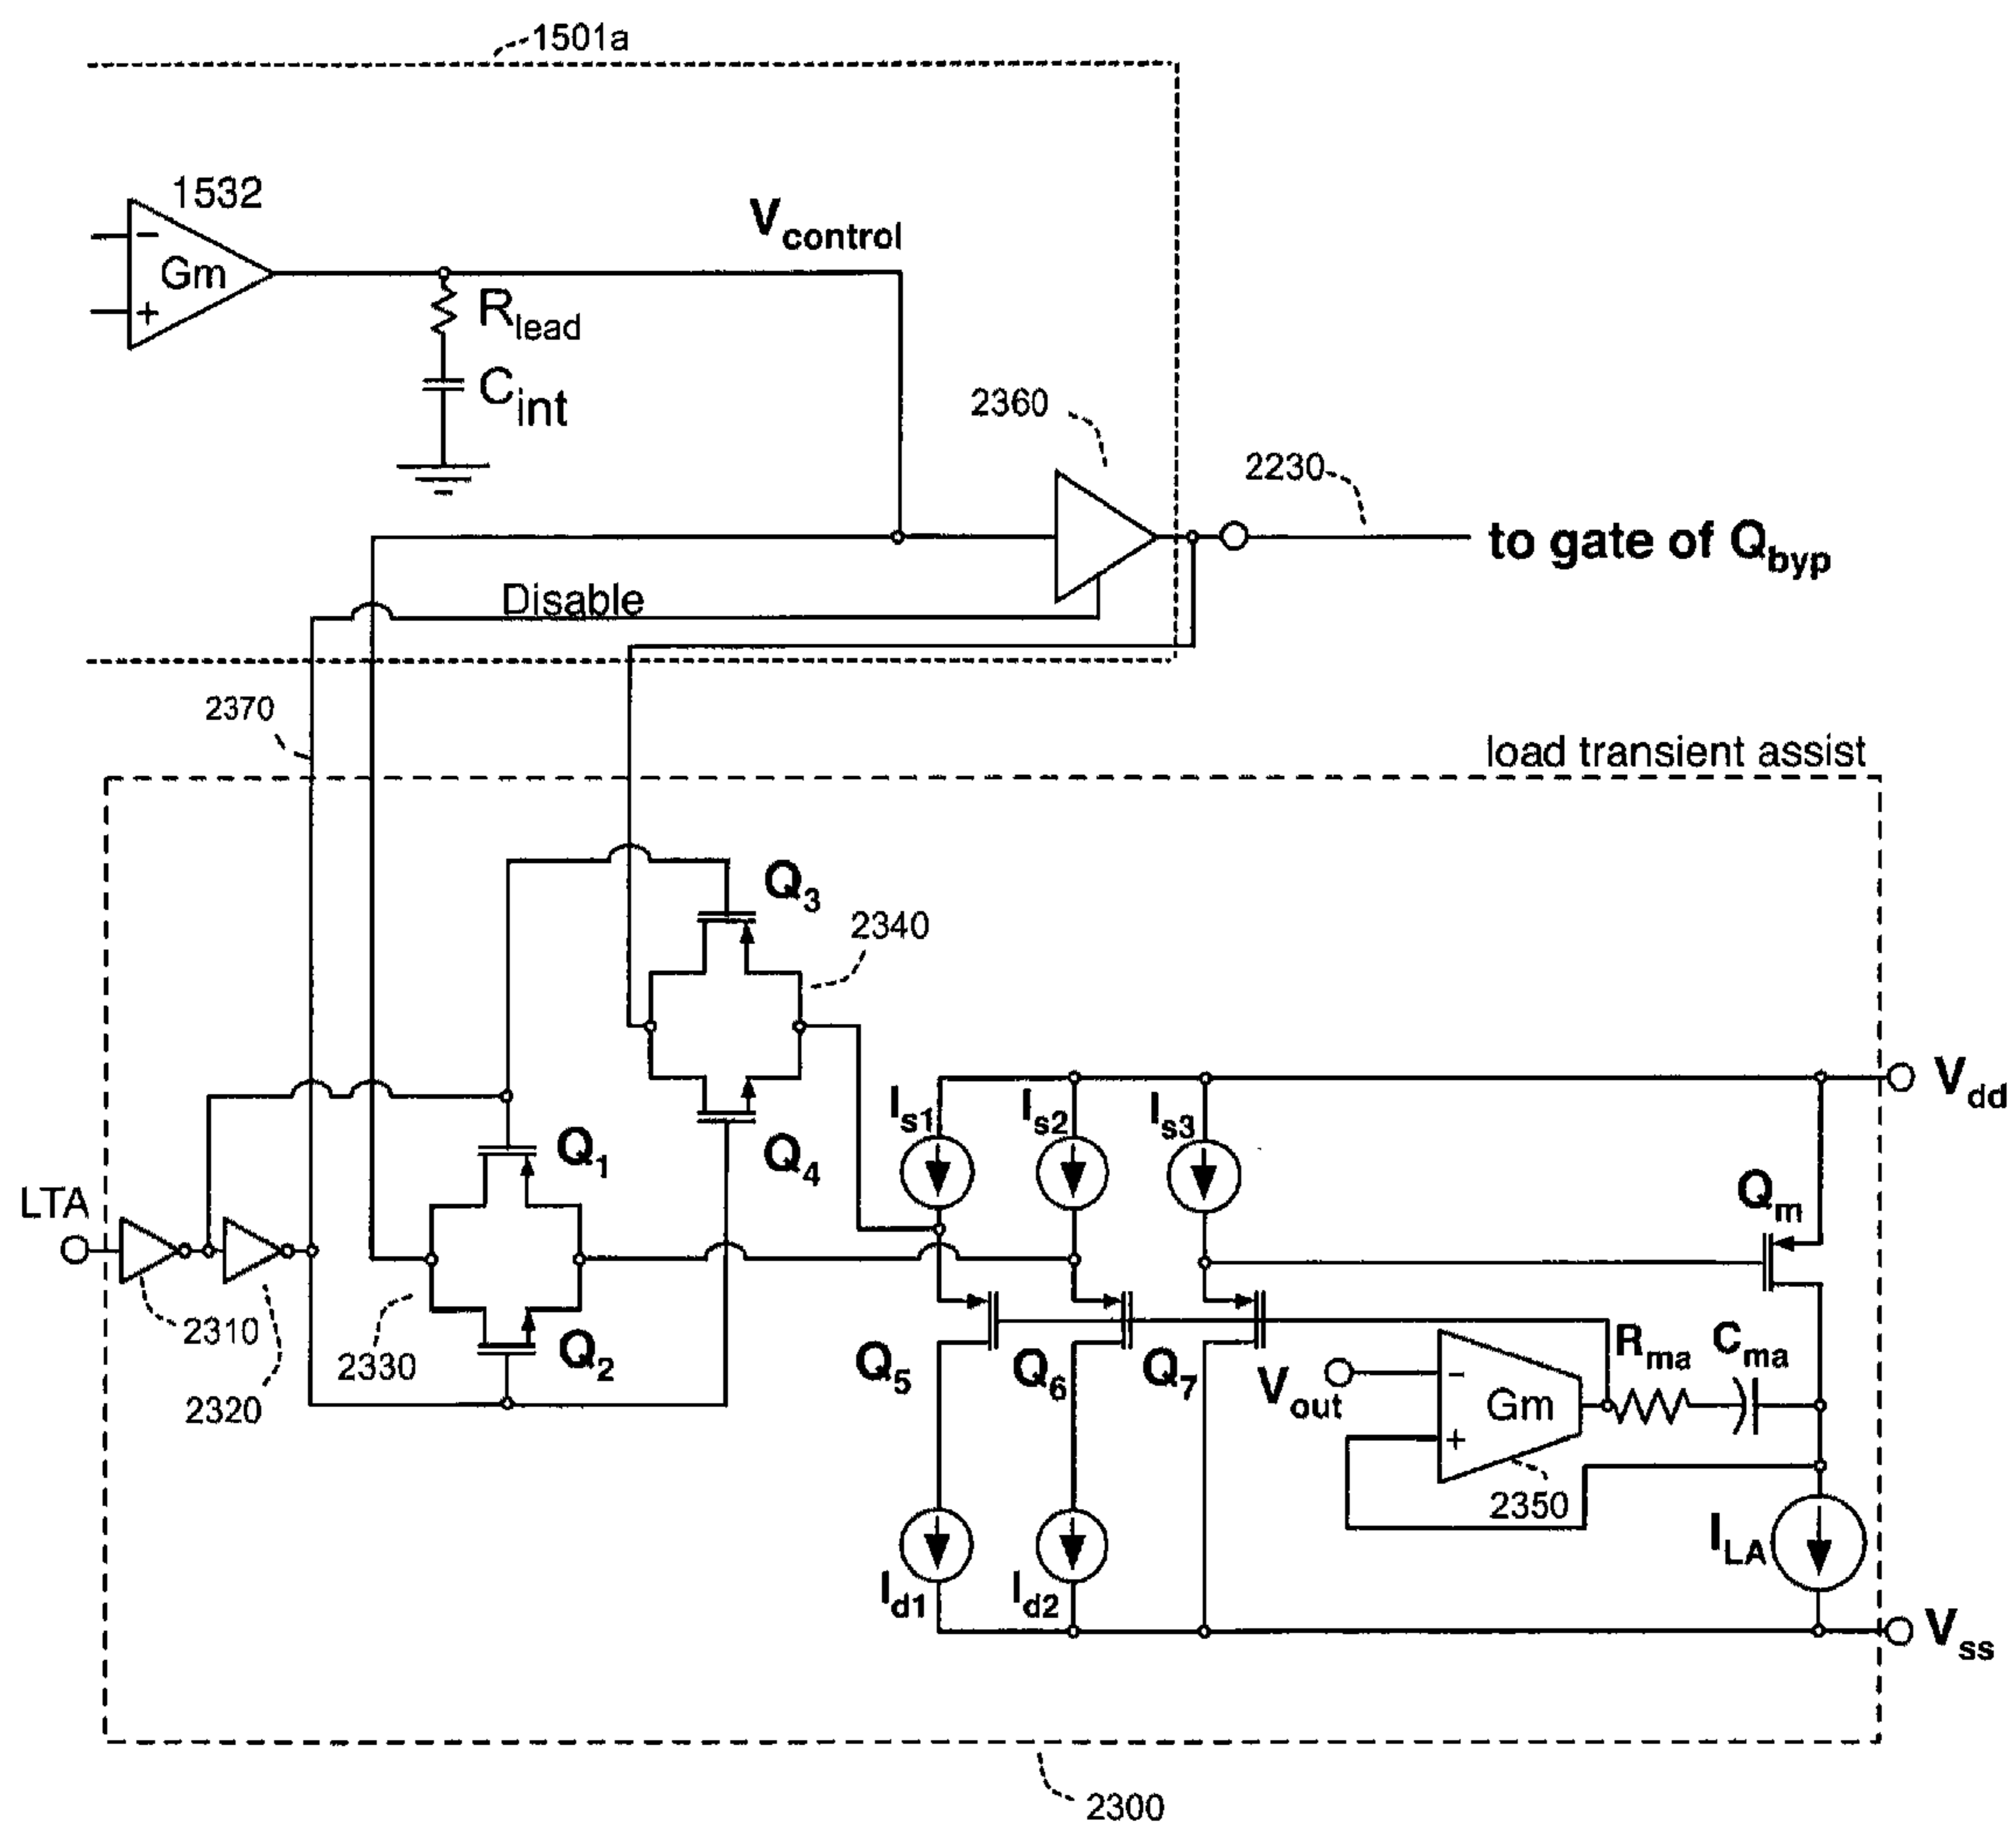 1501a
1532
−
Gm
+
Vcontrol
Rlead
Cint
2360
2230
to gate of Qbyp
Disable
2370
load transient assist
Q3
2340
Vdd
Is1
Is2
Is3
Q1
Q4
Qm
LTA
2310
2330
Q2
2320
Q5
Q6
Q7
Vout
−
Gm
+
Rma
Cma
2350
ILA
Id1
Id2
Vss
2300